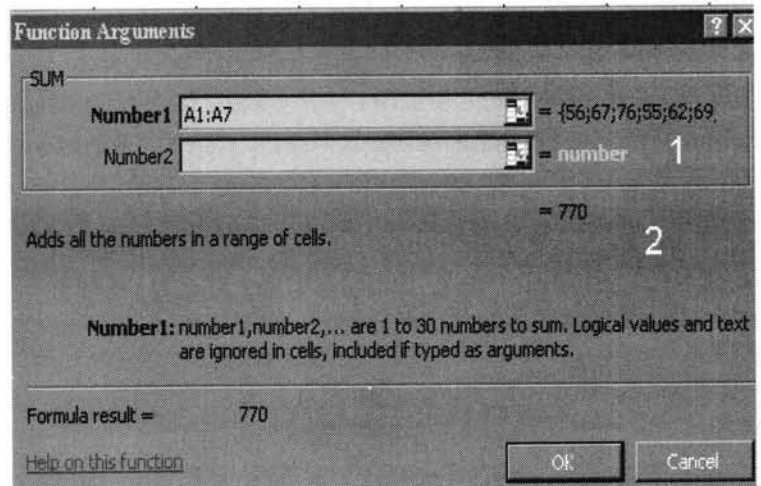 Function Arguments
SUM
Number1 A1:A7 = {56;67;76;55;62;69,
Number2 = number 1
= 770
Adds all the numbers in a range of cells. 2
Number1: number1,number2,... are 1 to 30 numbers to sum. Logical values and text
are ignored in cells, included if typed as arguments.
Formula result = 770
Help on this function OK Cancel